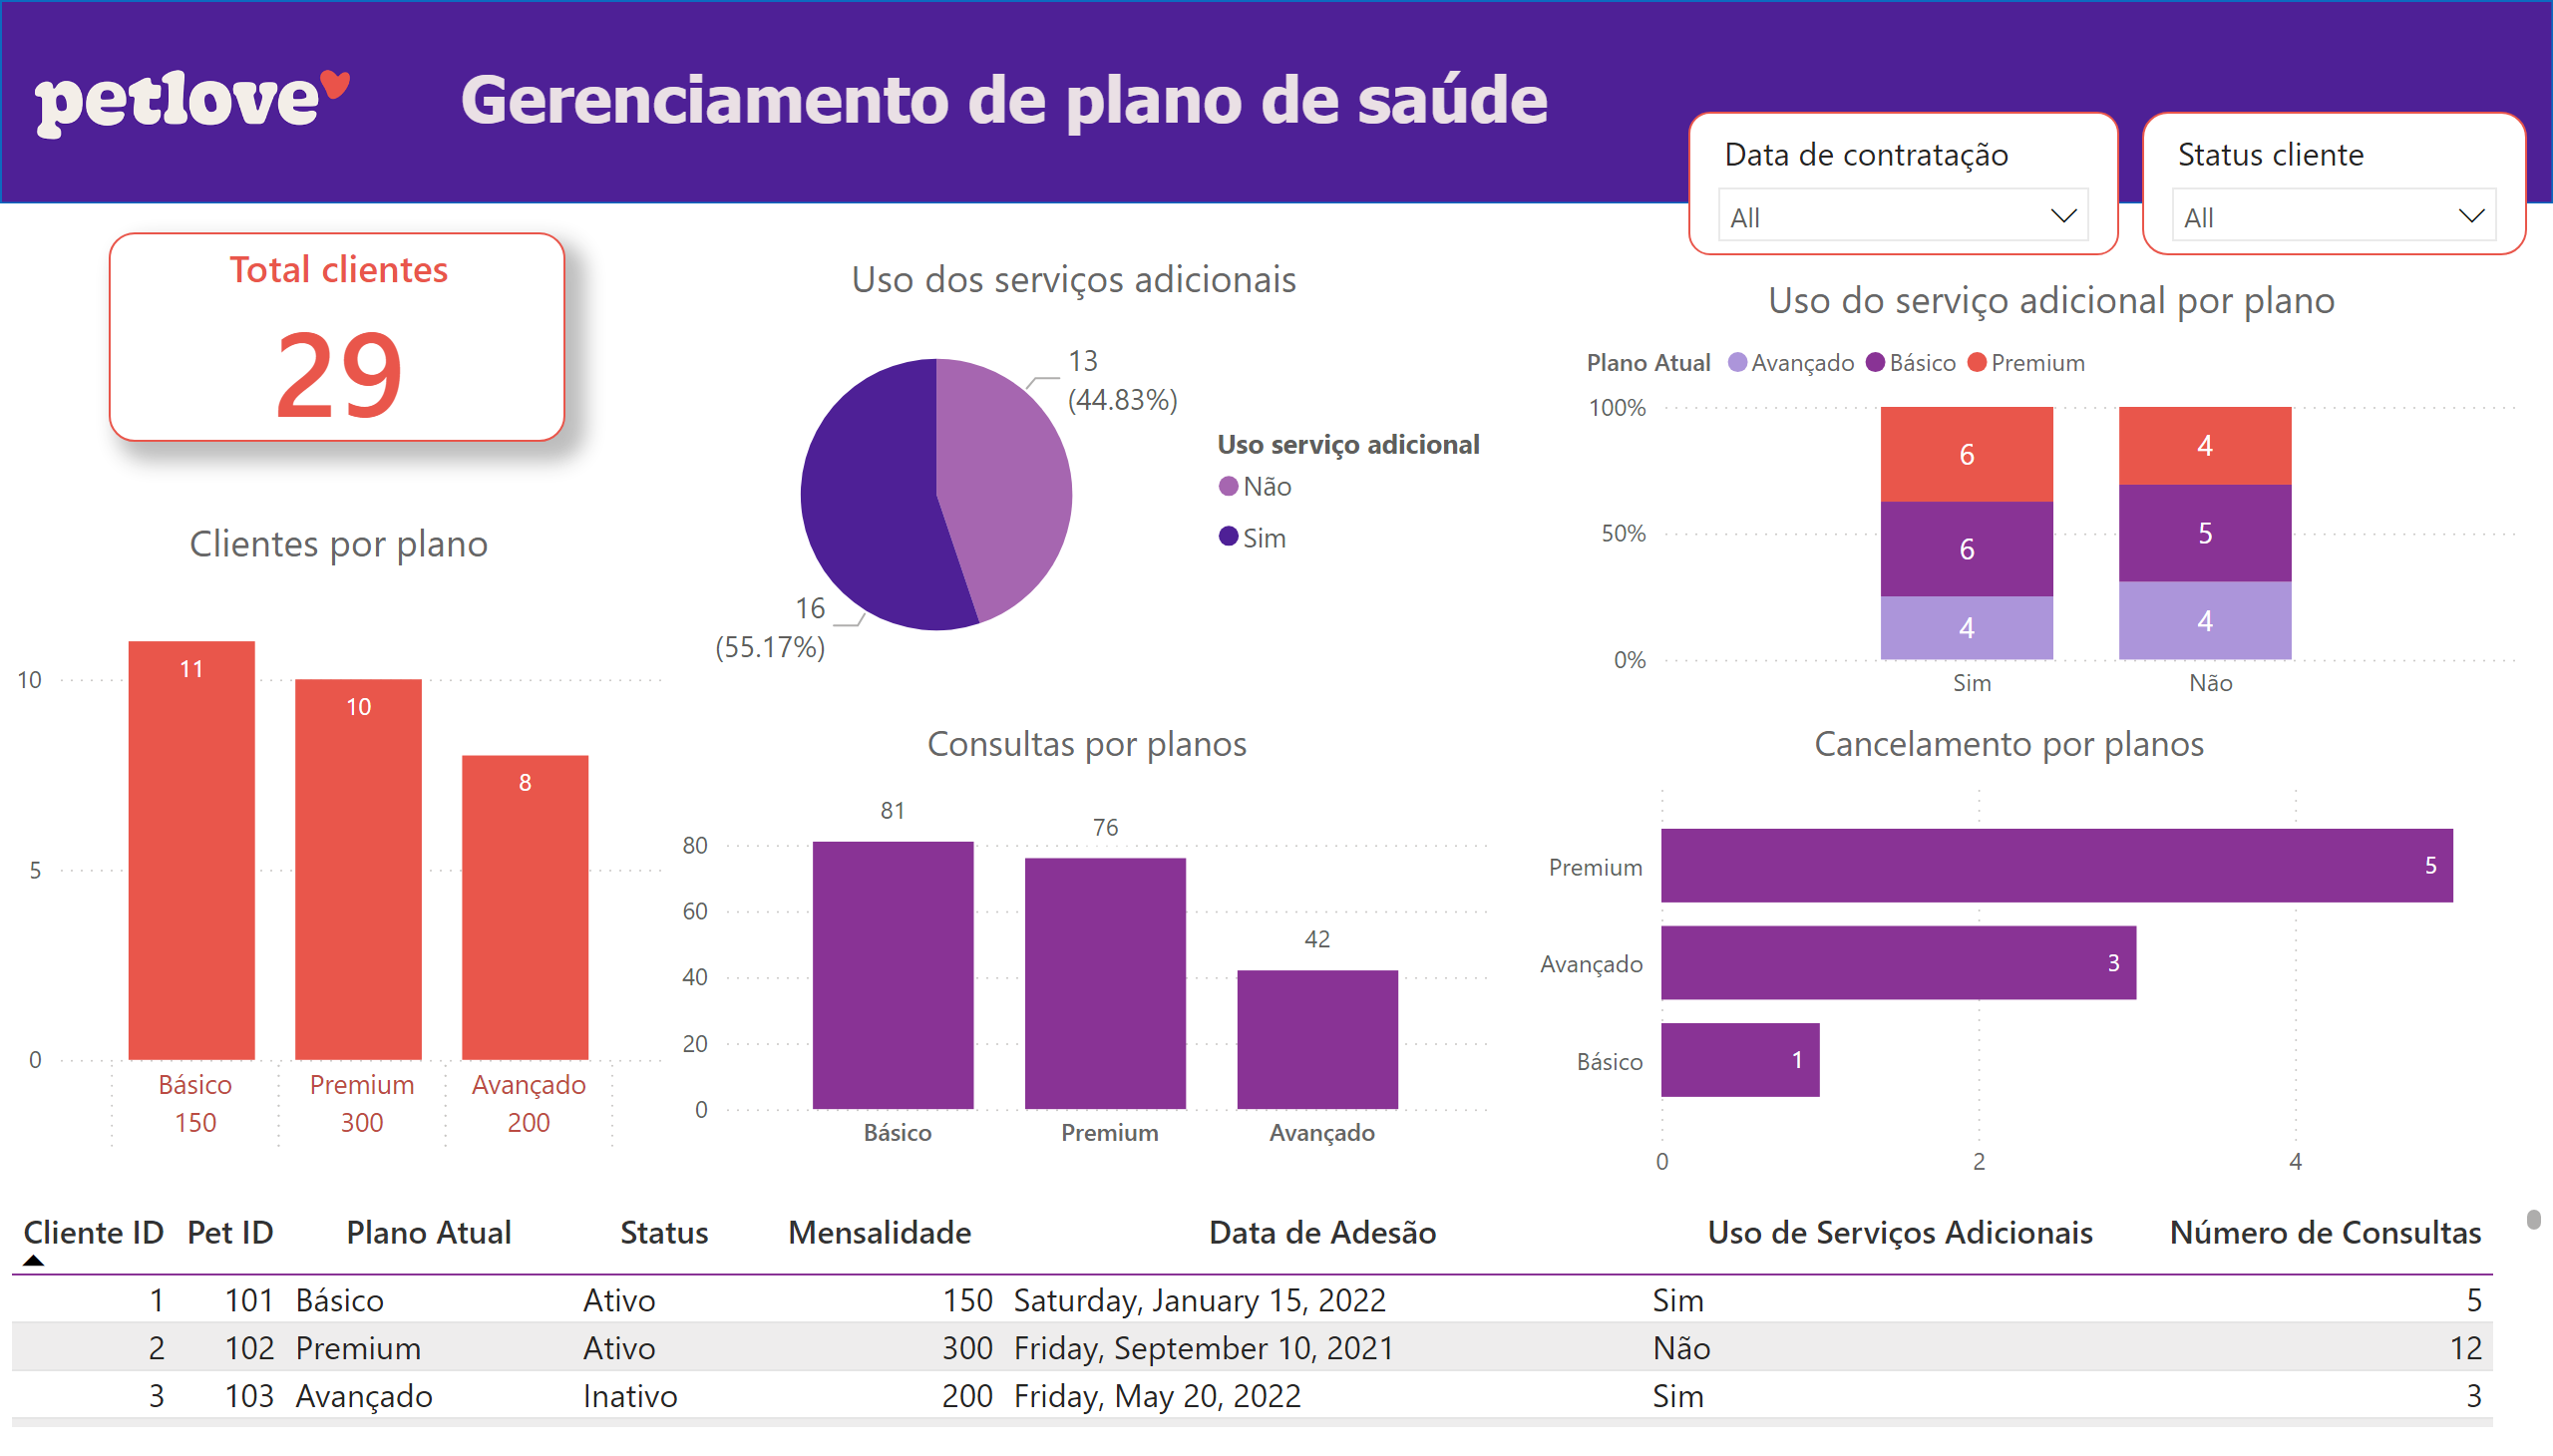 petlove
Gerenciamento de plano de saúde
Data de contratação
All
Status cliente
All
Total clientes
29
Uso dos serviços adicionais
13
(44.83%)
16
(55.17%)
Uso serviço adicional
Não
Sim
Uso do serviço adicional por plano
Plano Atual Avançado Básico Premium
100%
50%
0%
6
6
4
4
5
4
Sim Não
Clientes por plano
10
5
0
11
10
8
Básico Premium Avançado
150 300 200
Consultas por planos
80
60
40
20
0
81
76
42
Básico Premium Avançado
Cancelamento por planos
Premium 5
Avançado 3
Básico 1
0 2 4
Cliente ID Pet ID Plano Atual Status Mensalidade Data de Adesão Uso de Serviços Adicionais Número de Consultas
1 101 Básico Ativo 150 Saturday, January 15, 2022 Sim 5
2 102 Premium Ativo 300 Friday, September 10, 2021 Não 12
3 103 Avançado Inativo 200 Friday, May 20, 2022 Sim 3